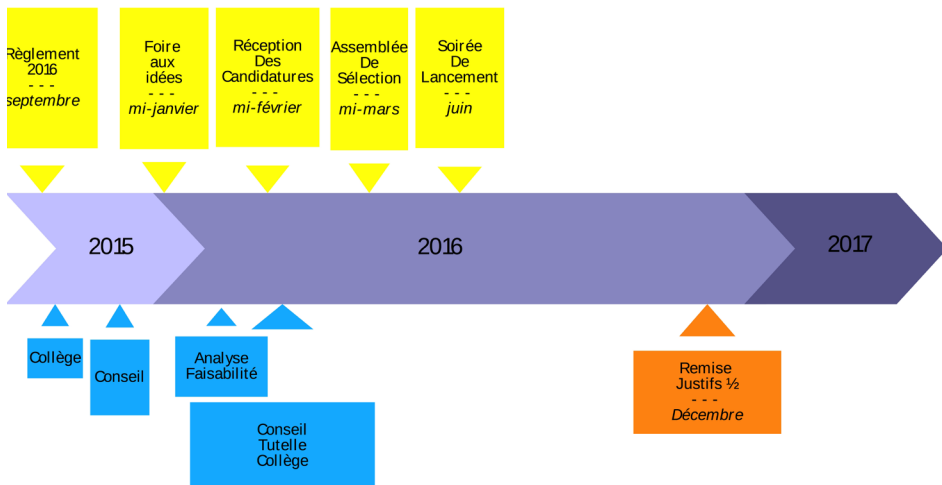 Règlement
2016
- - -
septembre
Foire
aux
idées
- - -
mi-janvier
Réception
Des
Candidatures
- - -
mi-février
Assemblée
De
Sélection
- - -
mi-mars
Soirée
De
Lancement
- - -
juin
2015
2016
2017
Collège
Conseil
Analyse
Faisabilité
Conseil
Tutelle
Collège
Remise
Justifs ½
- - -
Décembre